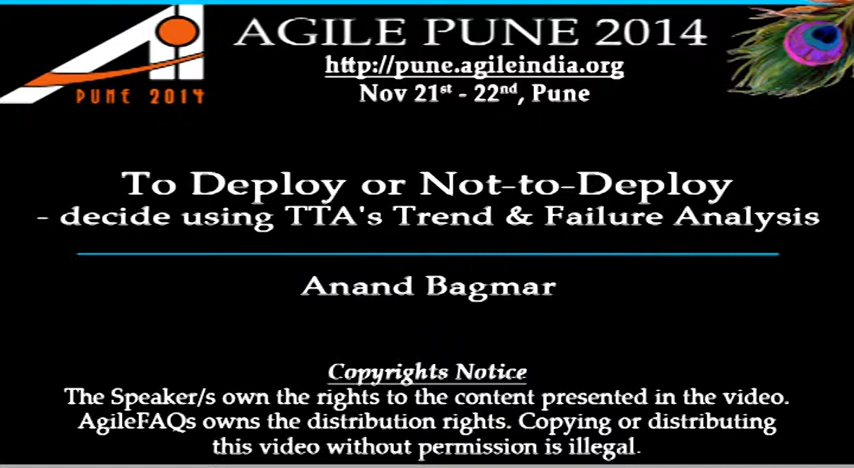 AGILE PUNE 2014
http://pune.agileindia.org
Nov 21st - 22nd, Pune
PUNE 2014
To Deploy or Not-to-Deploy
- decide using TTA's Trend & Failure Analysis
Anand Bagmar
Copyrights Notice
The Speaker/s own the rights to the content presented in the video.
AgileFAQs owns the distribution rights. Copying or distributing
this video without permission is illegal.